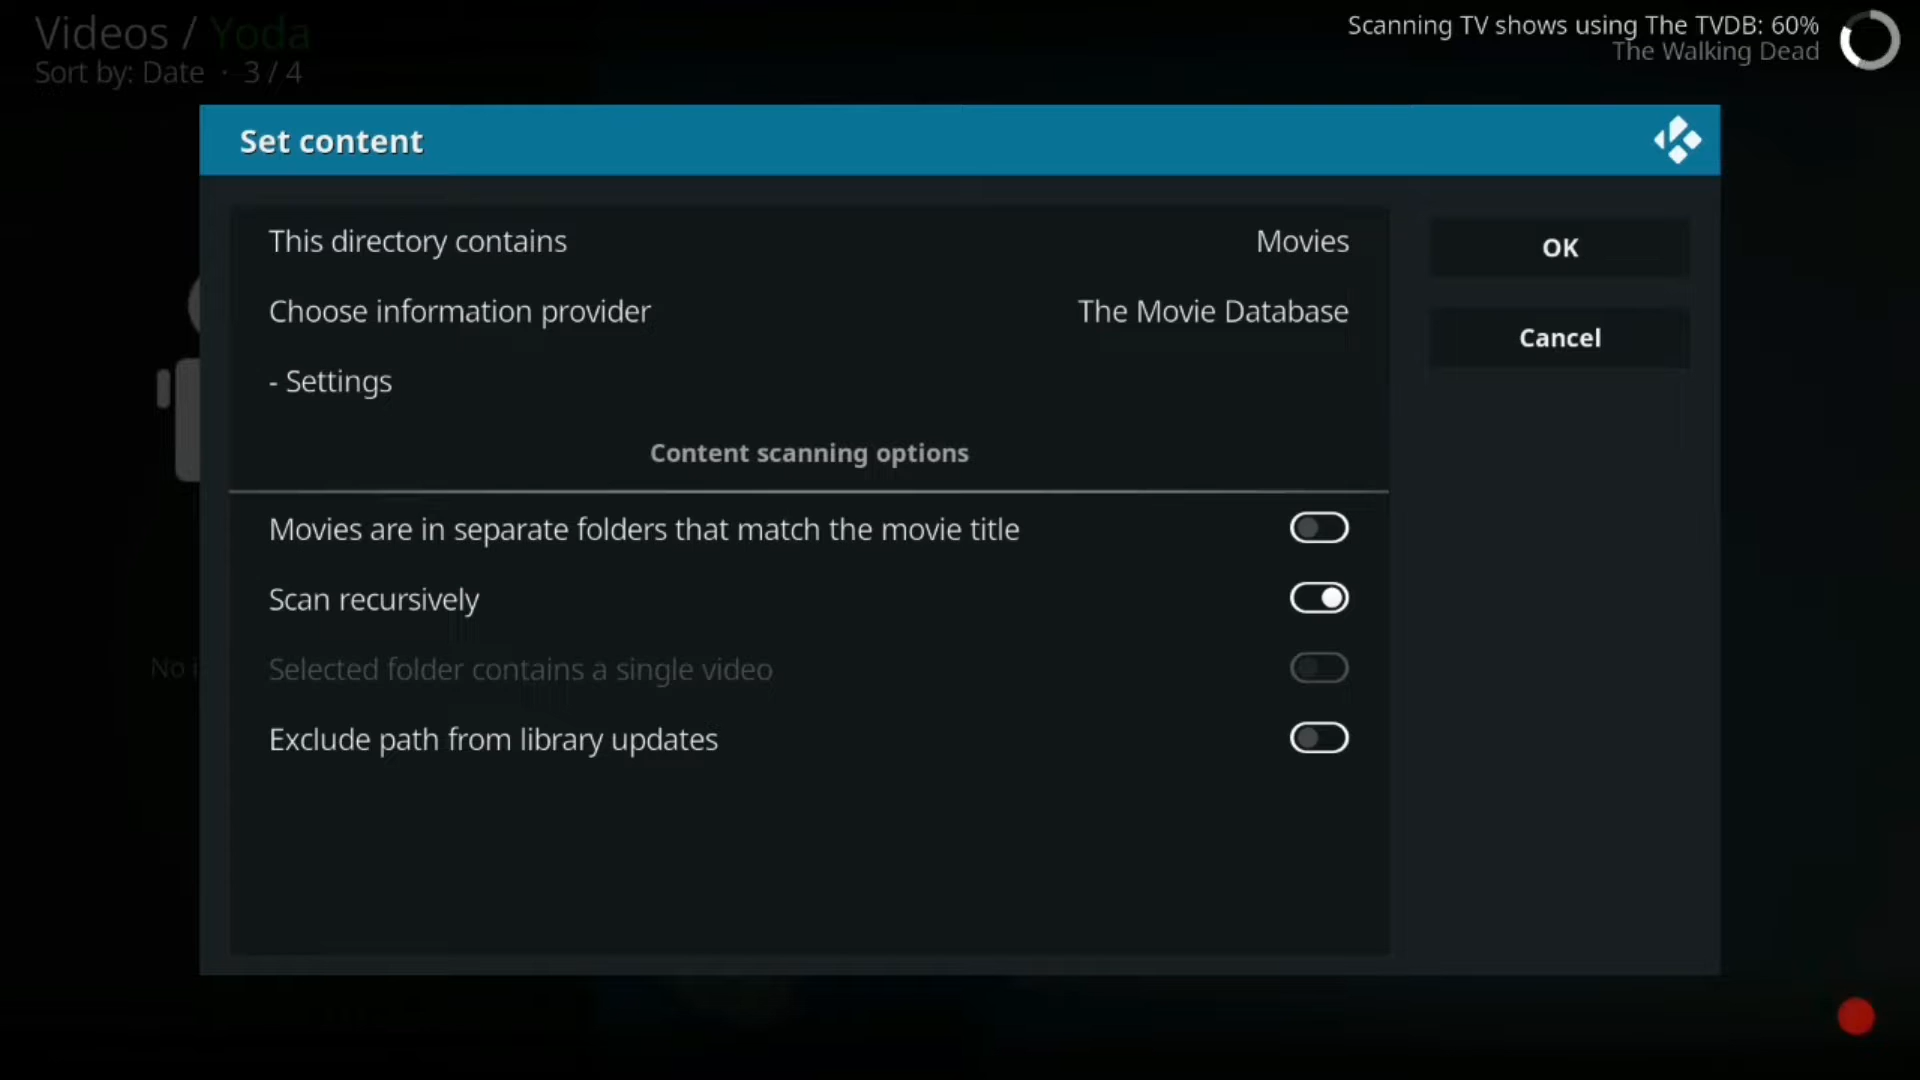 Videos / Yoda
Sort by: Date · 3 / 4
Scanning TV shows using The TVDB: 60%
The Walking Dead
Set content
This directory contains Movies
OK
Choose information provider The Movie Database
Cancel
- Settings
Content scanning options
Movies are in separate folders that match the movie title
Scan recursively
No
Selected folder contains a single video
Exclude path from library updates